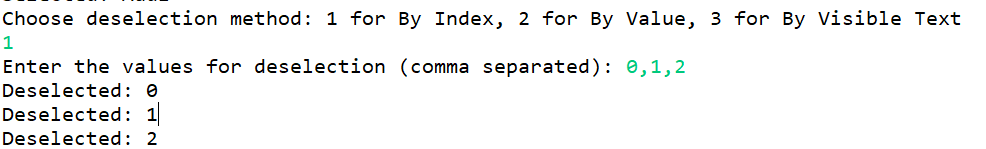 Choose deselection method: 1 for By Index, 2 for By Value, 3 for By Visible Text
1
Enter the values for deselection (comma separated): 0,1,2
Deselected: 0
Deselected: 1
Deselected: 2